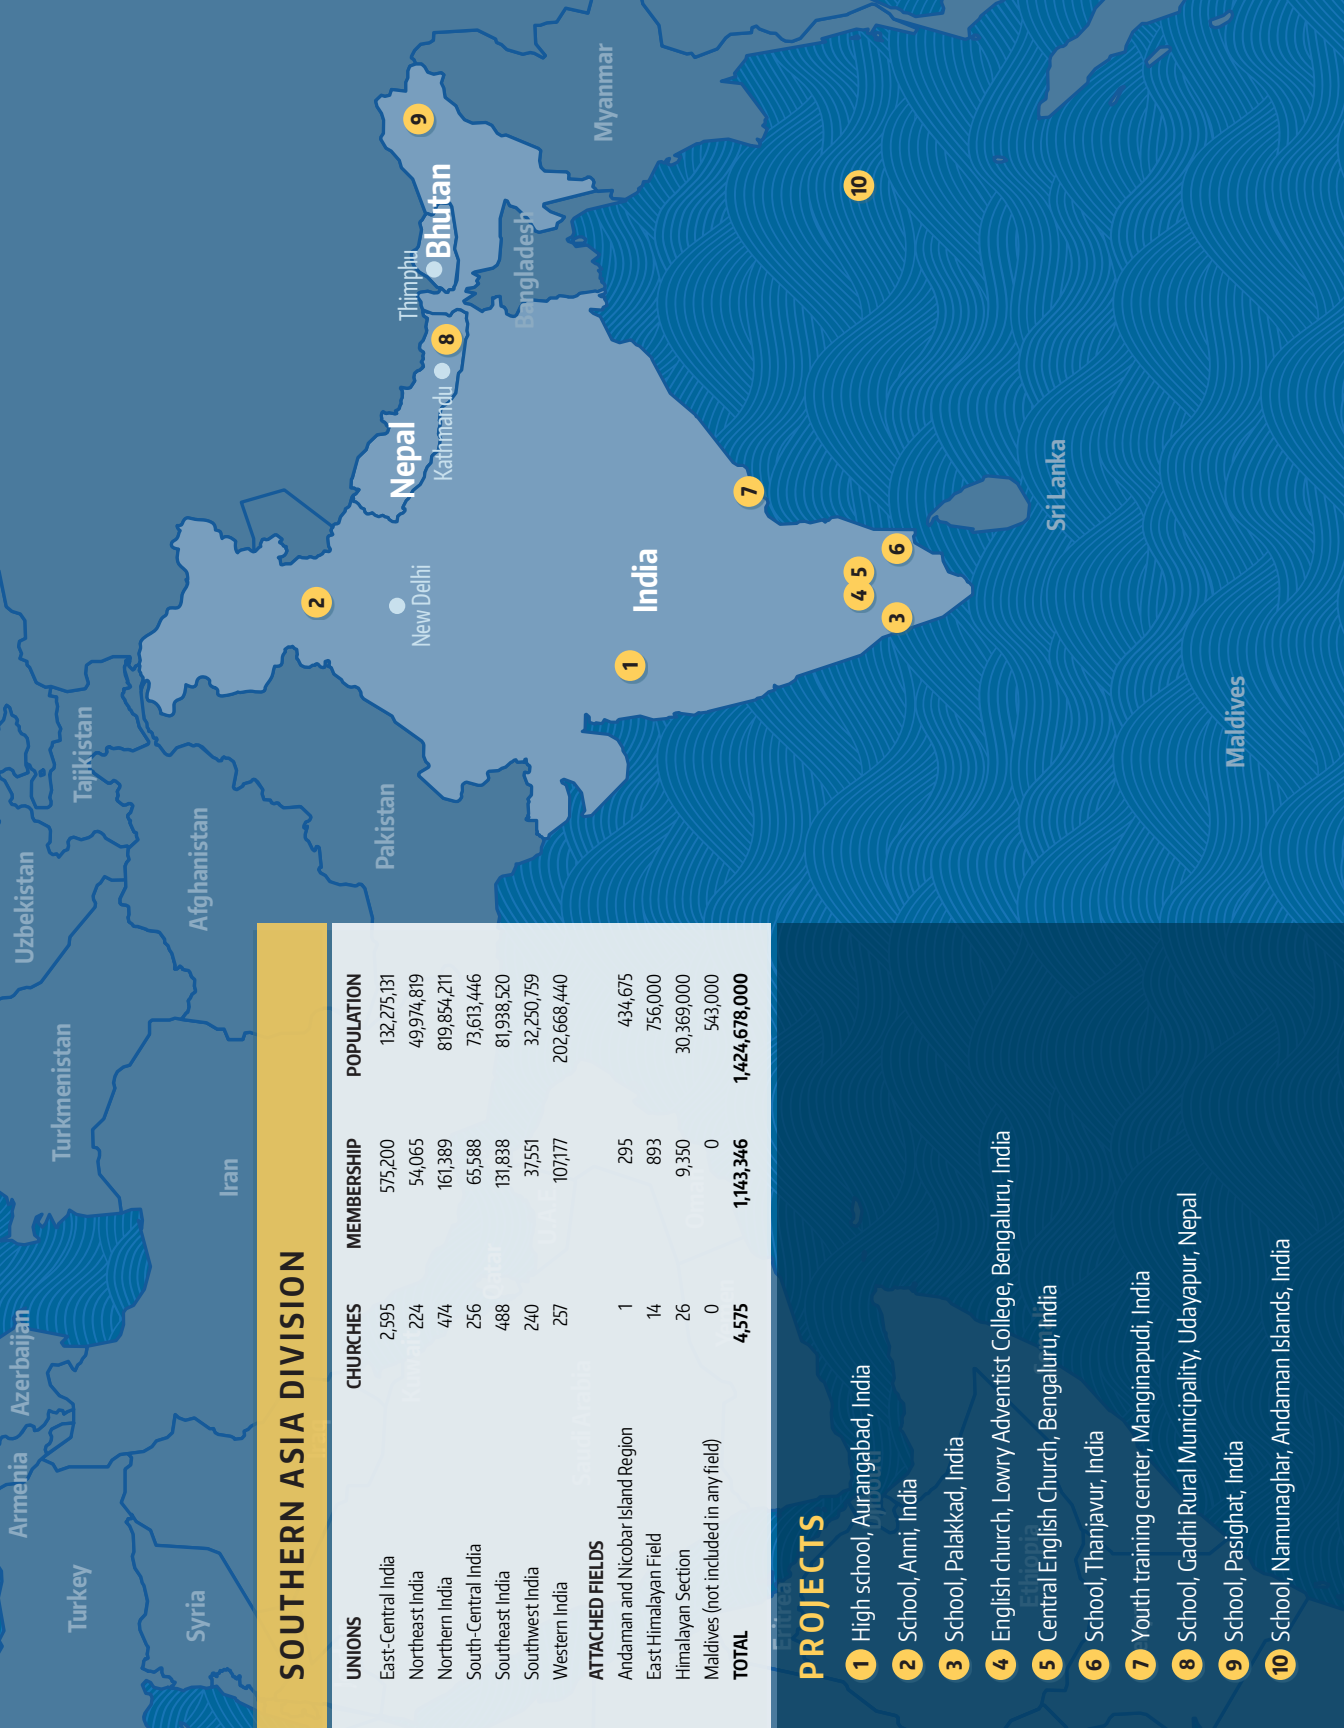 SOUTHERN ASIA DIVISION
UNIONS CHURCHES MEMBERSHIP POPULATION
East-Central India 2,595 575,200 132,275,131
Northeast India 224 54,065 49,974,819
Northern India 474 161,389 819,854,211
South-Central India 256 65,588 73,613,446
Southeast India 488 131,838 81,938,520
Southwest India 240 37,551 32,250,759
Western India 257 107,177 202,668,440
ATTACHED FIELDS
Andaman and Nicobar Island Region 1 295 434,675
East Himalayan Field 14 893 756,000
Himalayan Section 26 9,350 30,369,000
Maldives (not included in any field) 0 0 543,000
TOTAL 4,575 1,143,346 1,424,678,000
PROJECTS
1 High school, Aurangabad, India
2 School, Anni, India
3 School, Palakkad, India
4 English church, Lowry Adventist College, Bengaluru, India
5 Central English Church, Bengaluru, India
6 School, Thanjavur, India
7 Youth training center, Manginapudi, India
8 School, Gadhi Rural Municipality, Udayapur, Nepal
9 School, Pasighat, India
10 School, Namunaghar, Andaman Islands, India
Turkey
Syria
Armenia
Azerbaijan
Iran
Turkmenistan
Uzbekistan
Afghanistan
Tajikistan
Pakistan
New Delhi
India
Nepal
Kathmandu
Thimphu
Bhutan
Bangladesh
Myanmar
Sri Lanka
Maldives
Eritrea
Ethiopia
Djibouti
Qatar
1
2
3
4
5
6
7
8
9
10